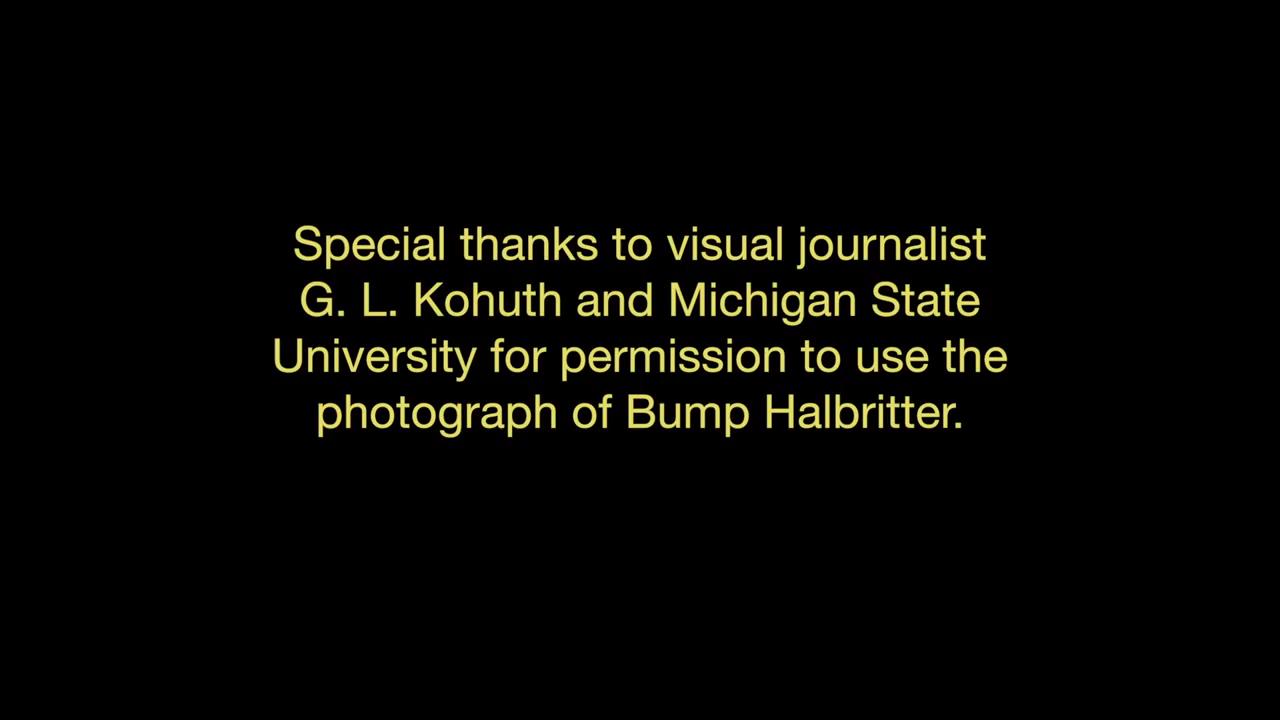 Special thanks to visual journalist
G. L. Kohuth and Michigan State
University for permission to use the
photograph of Bump Halbritter.